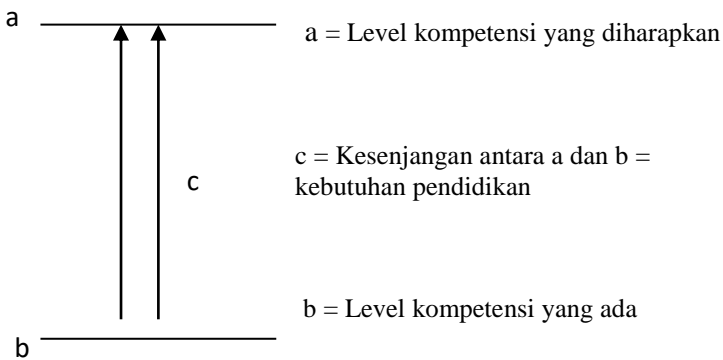 a
a = Level kompetensi yang diharapkan
c = Kesenjangan antara a dan b =
kebutuhan pendidikan
c
b = Level kompetensi yang ada
b